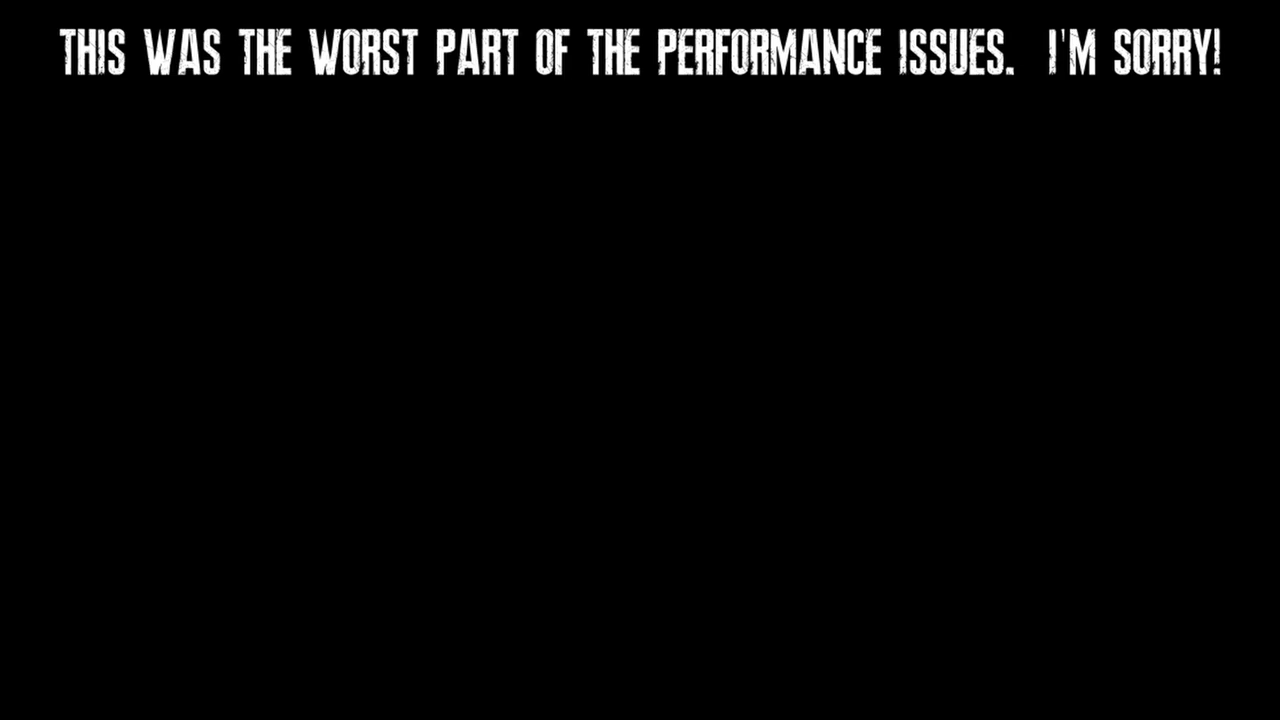 THIS WAS THE WORST PART OF THE PERFORMANCE ISSUES.  I'M SORRY!